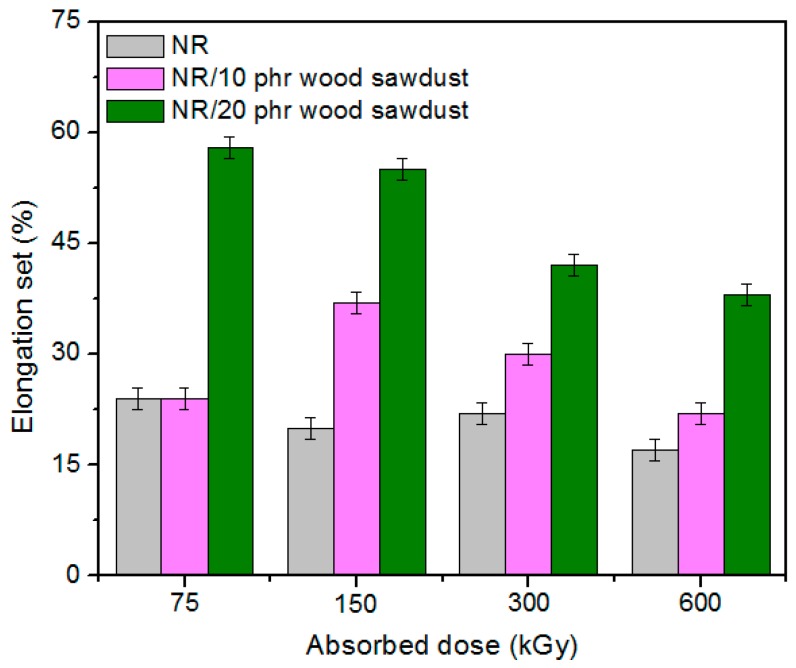 75
60
45
30
15
0
Elongation set (%)
NR
NR/10 phr wood sawdust
NR/20 phr wood sawdust
75 150 300 600
Absorbed dose (kGy)